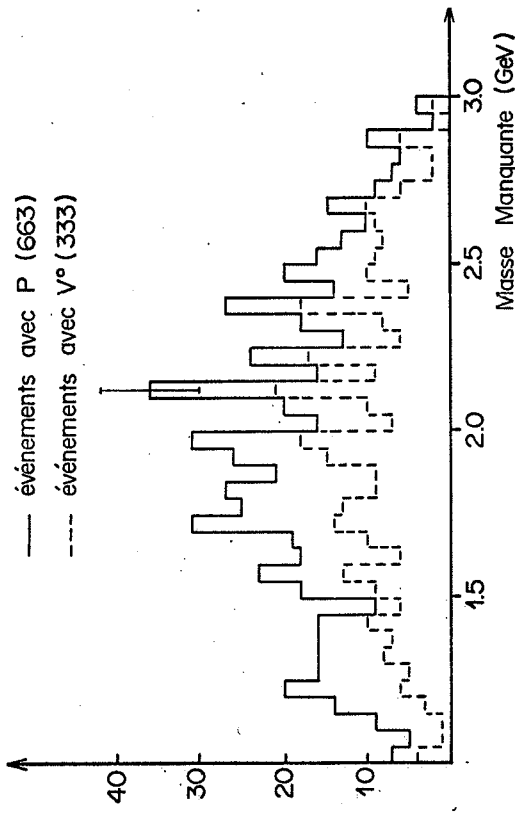 — événements avec P (663)
--- événements avec V° (333)
40
30
20
10
1.5
2.0
2.5
3.0
Masse Manquante (GeV)